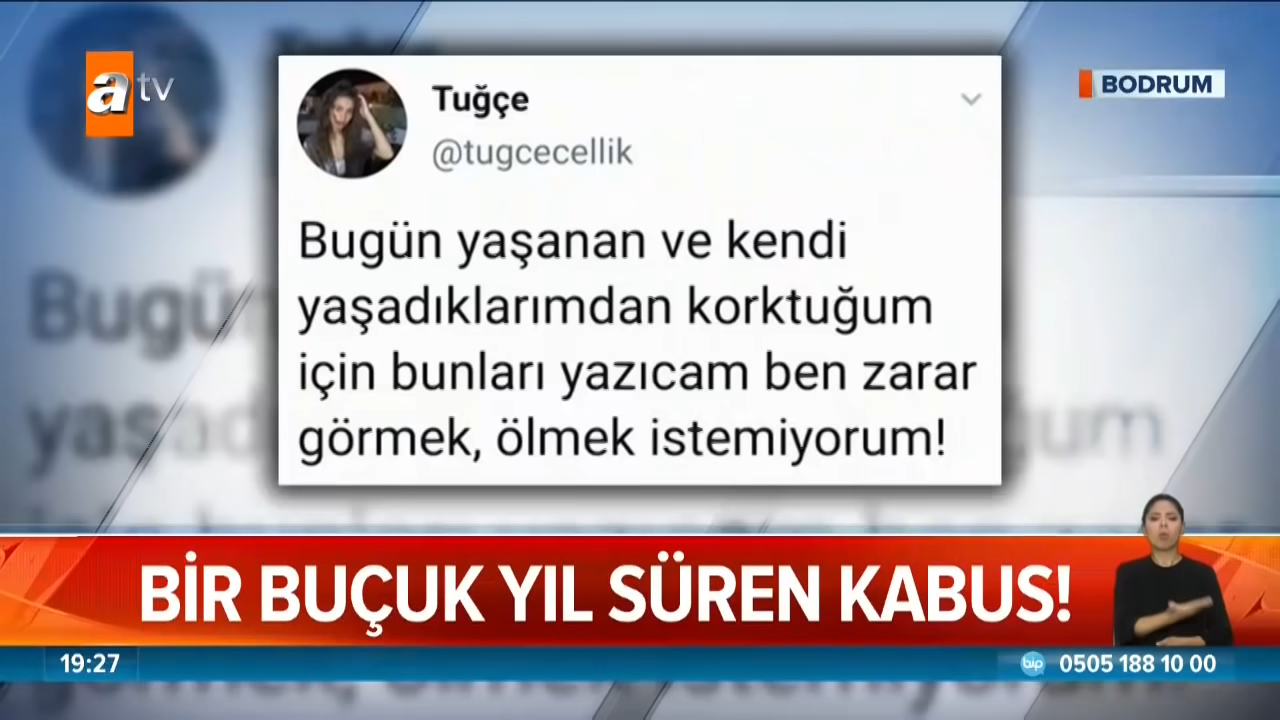 a tv
BODRUM
Tuğçe
@tugcecellik
Bugün yaşanan ve kendi
yaşadıklarımdan korktuğum
için bunları yazıcam ben zarar
görmek, ölmek istemiyorum!
BİR BUÇUK YIL SÜREN KABUS!
19:27
bip 0505 188 10 00